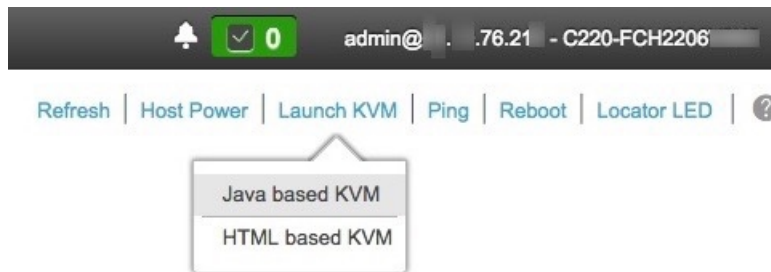 0 admin@ . .76.21 - C220-FCH2206
Refresh | Host Power | Launch KVM | Ping | Reboot | Locator LED | ?
Java based KVM
HTML based KVM